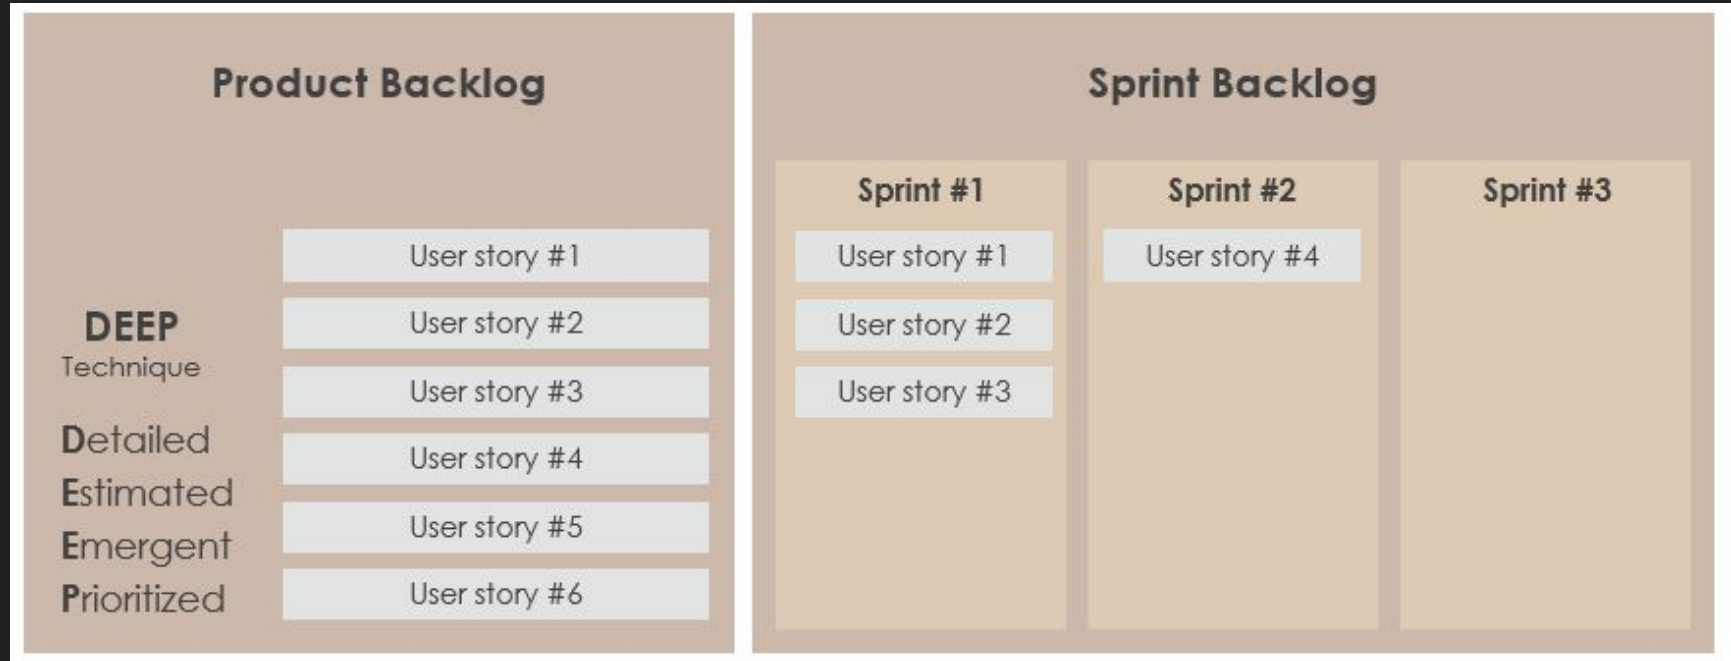 Product Backlog
DEEP
Technique
Detailed
Estimated
Emergent
Prioritized
User story #1
User story #2
User story #3
User story #4
User story #5
User story #6
Sprint Backlog
Sprint #1
User story #1
User story #2
User story #3
Sprint #2
User story #4
Sprint #3